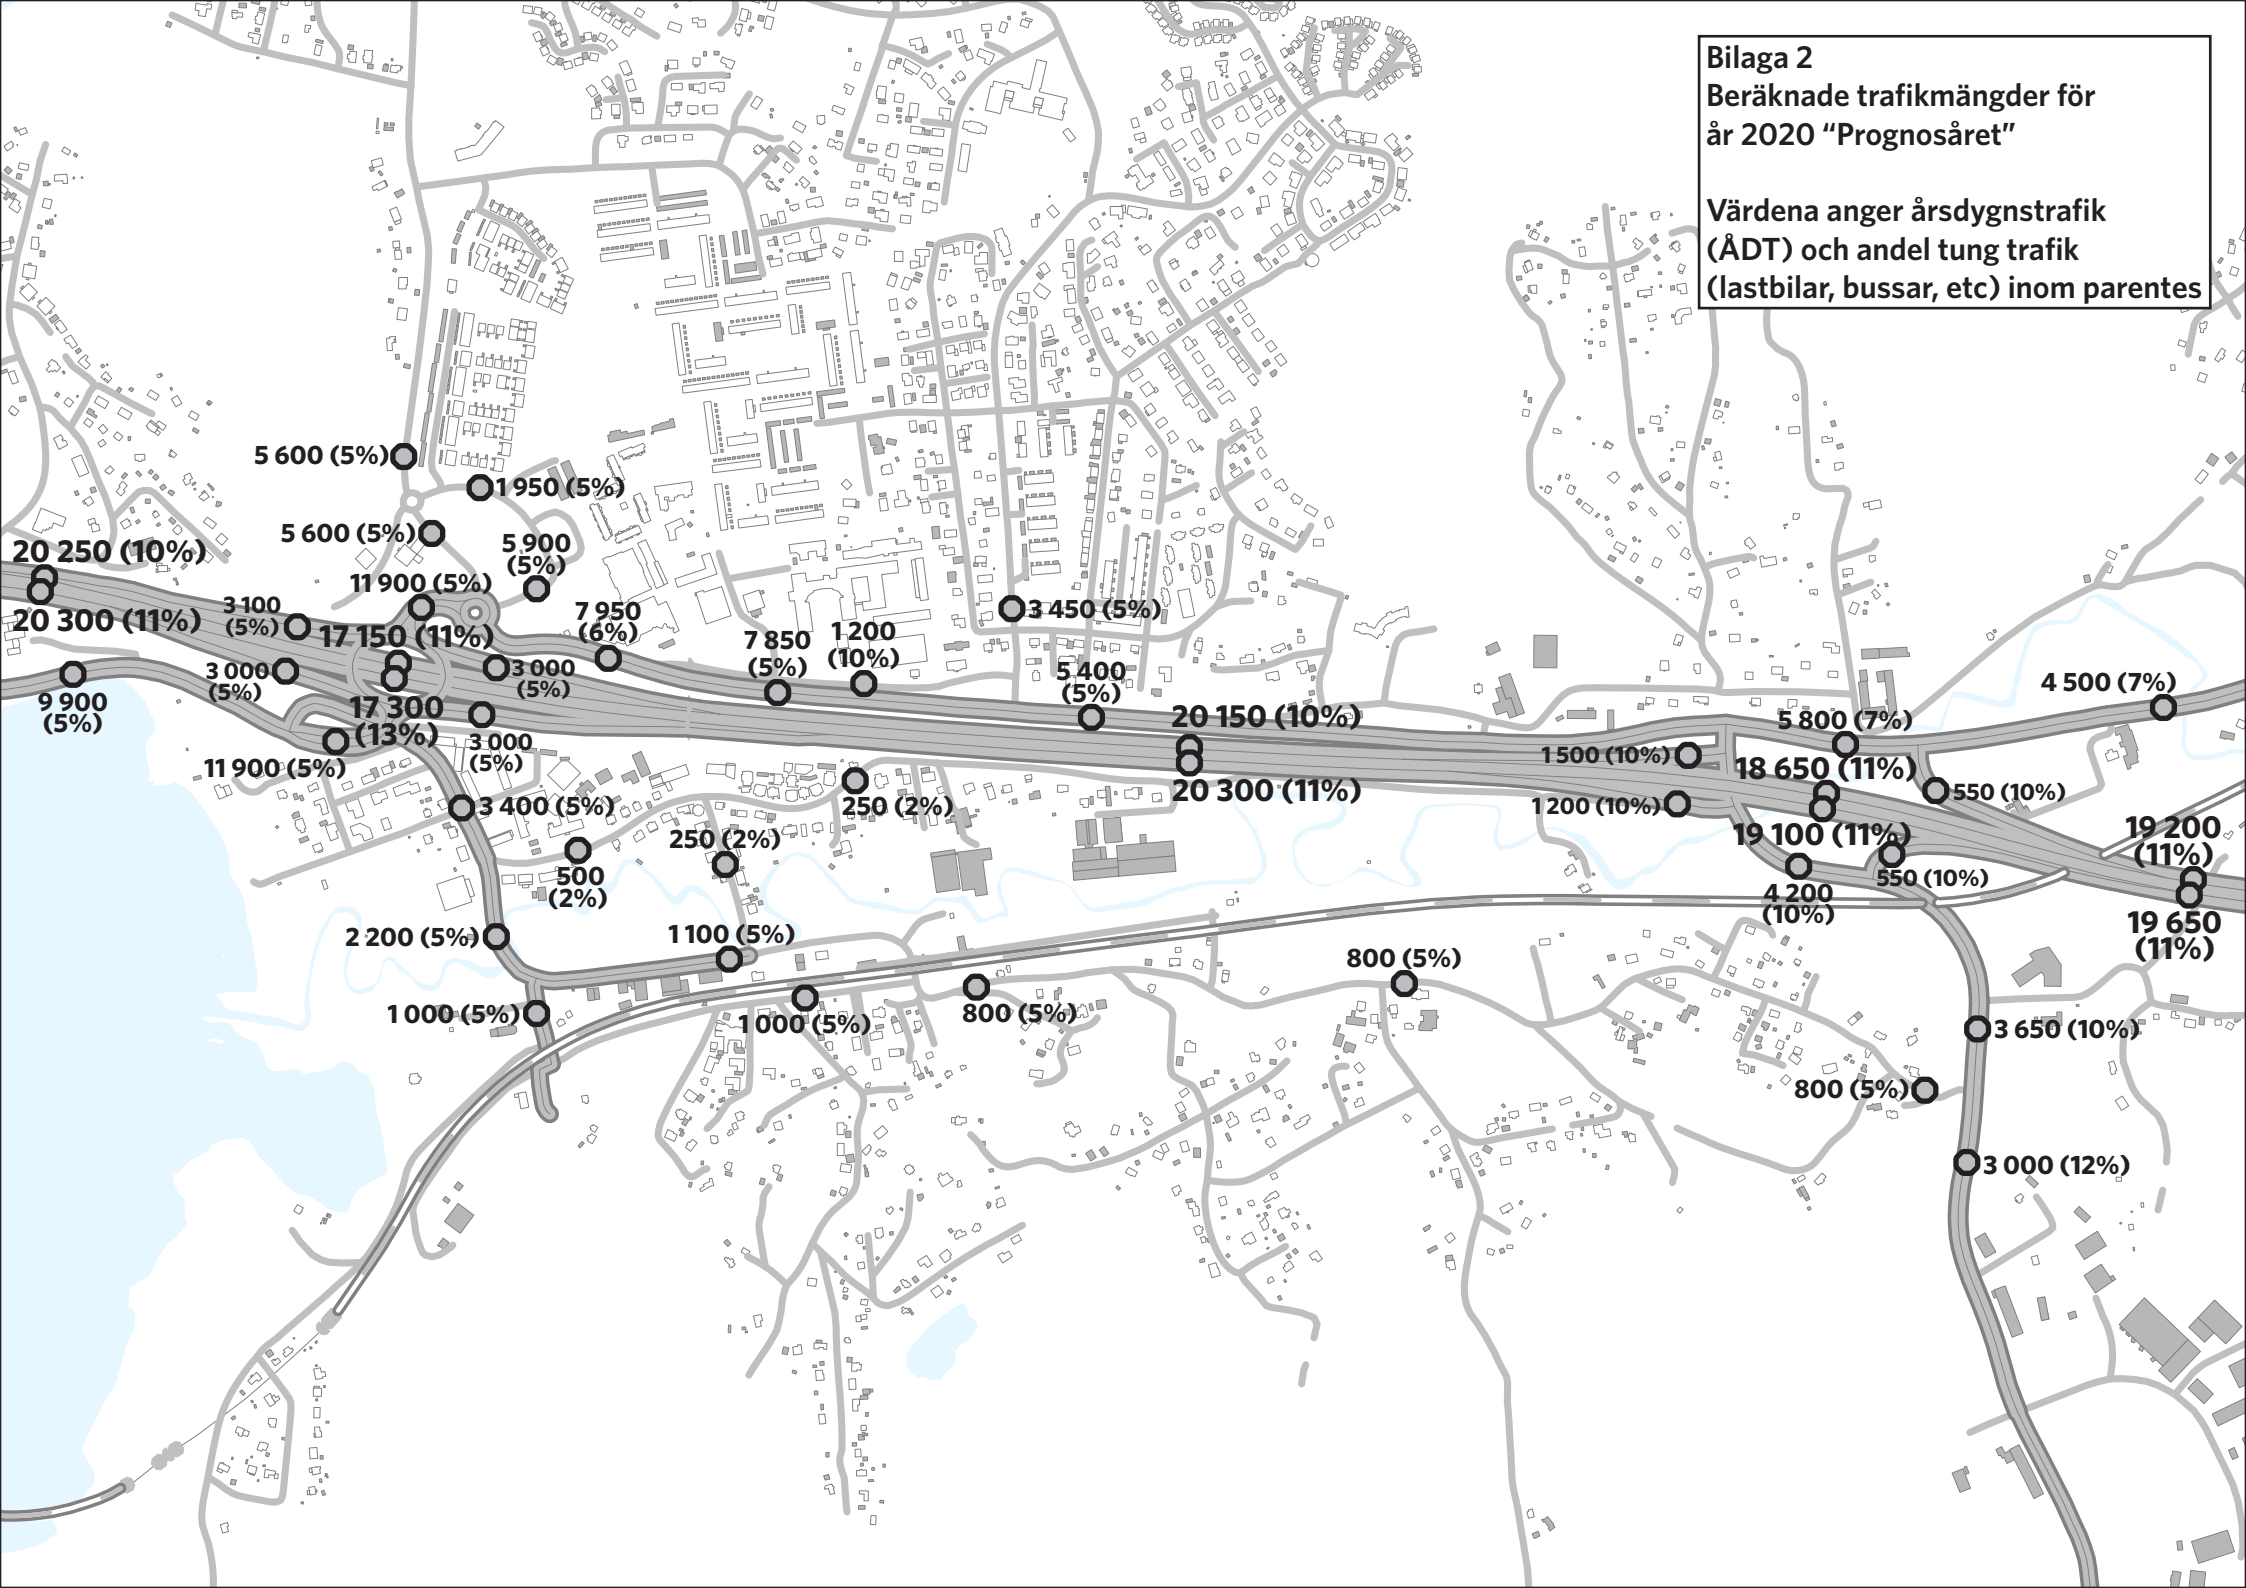 Bilaga 2
Beräknade trafikmängder för
år 2020 “Prognosåret”
Värdena anger årsdygnstrafik
(ÅDT) och andel tung trafik
(lastbilar, bussar, etc) inom parentes
5 600 (5%)
1 950 (5%)
5 600 (5%)
5 900
(5%)
20 250 (10%)
11 900 (5%)
20 300 (11%)
3 100
(5%)
17 150 (11%)
7 950
(6%)
7 850
(5%)
1 200
(10%)
3 450 (5%)
5 400
(5%)
3 000
(5%)
3 000
(5%)
9 900
(5%)
17 300
(13%)
3 000
(5%)
11 900 (5%)
20 150 (10%)
20 300 (11%)
4 500 (7%)
5 800 (7%)
1 500 (10%)
18 650 (11%)
550 (10%)
1 200 (10%)
19 100 (11%)
19 200
(11%)
550 (10%)
4 200
(10%)
19 650
(11%)
3 400 (5%)
250 (2%)
250 (2%)
500
(2%)
2 200 (5%)
1 100 (5%)
800 (5%)
1 000 (5%)
1 000 (5%)
800 (5%)
3 650 (10%)
800 (5%)
3 000 (12%)